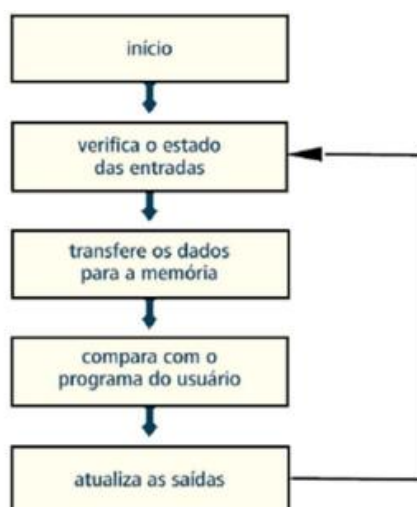 início
verifica o estado
das entradas
transfere os dados
para a memória
compara com o
programa do usuário
atualiza as saídas